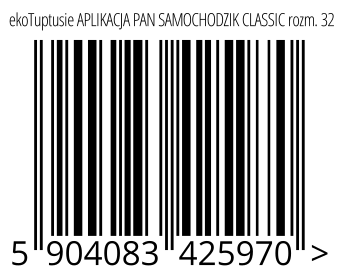 ekoTuptusie APLIKACJA PAN SAMOCHODZIK CLASSIC rozm. 32
5 904083 425970 >